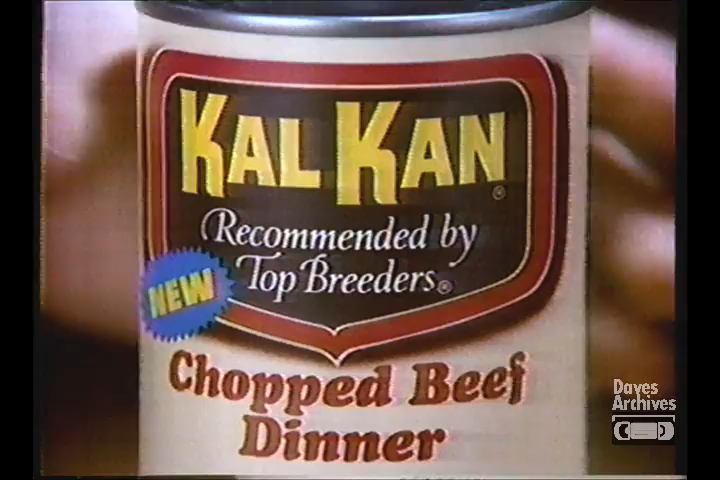 KAL KAN®
Recommended by
Top Breeders®
NEW
Chopped Beef
Dinner
Daves
Archives